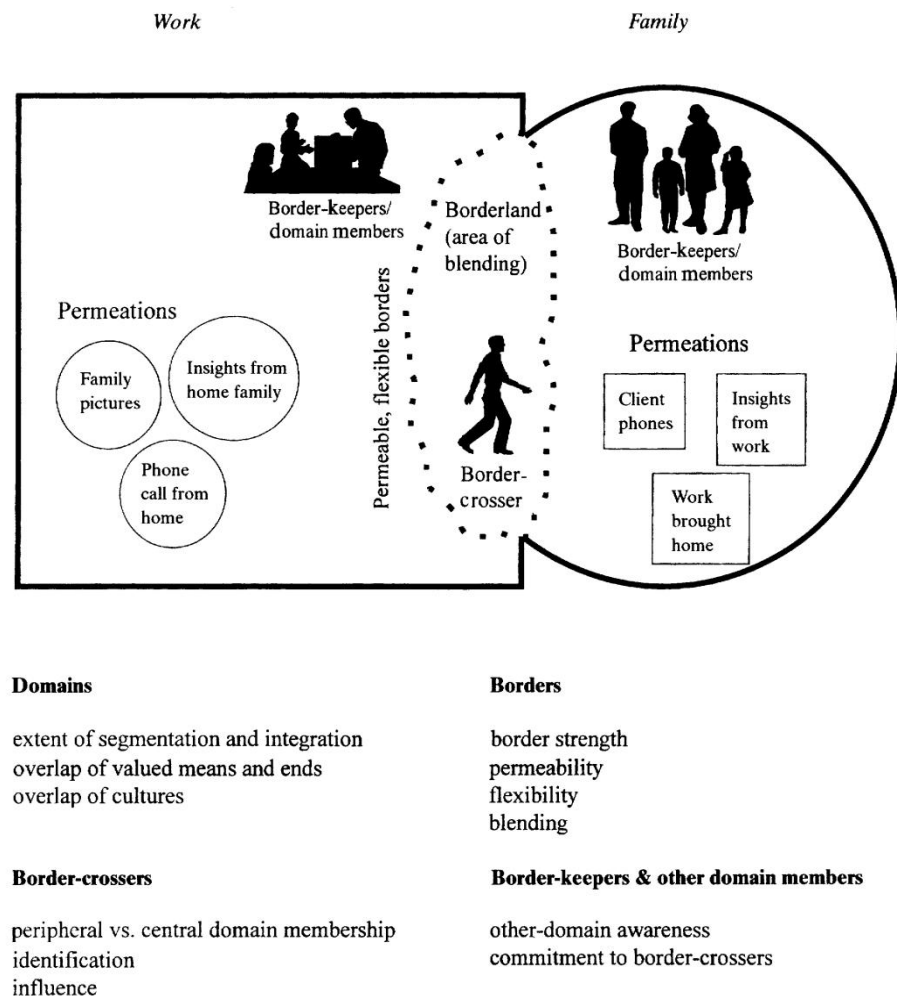 Work
Family
Border-keepers/
domain members
Borderland
(area of
blending)
Border-keepers/
domain members
Permeations
Family
pictures
Insights from
home family
Phone
call from
home
Permeable, flexible borders
Border-
crosser
Permeations
Client
phones
Insights
from
work
Work
brought
home
Domains
extent of segmentation and integration
overlap of valued means and ends
overlap of cultures
Borders
border strength
permeability
flexibility
blending
Border-crossers
peripheral vs. central domain membership
identification
influence
Border-keepers & other domain members
other-domain awareness
commitment to border-crossers